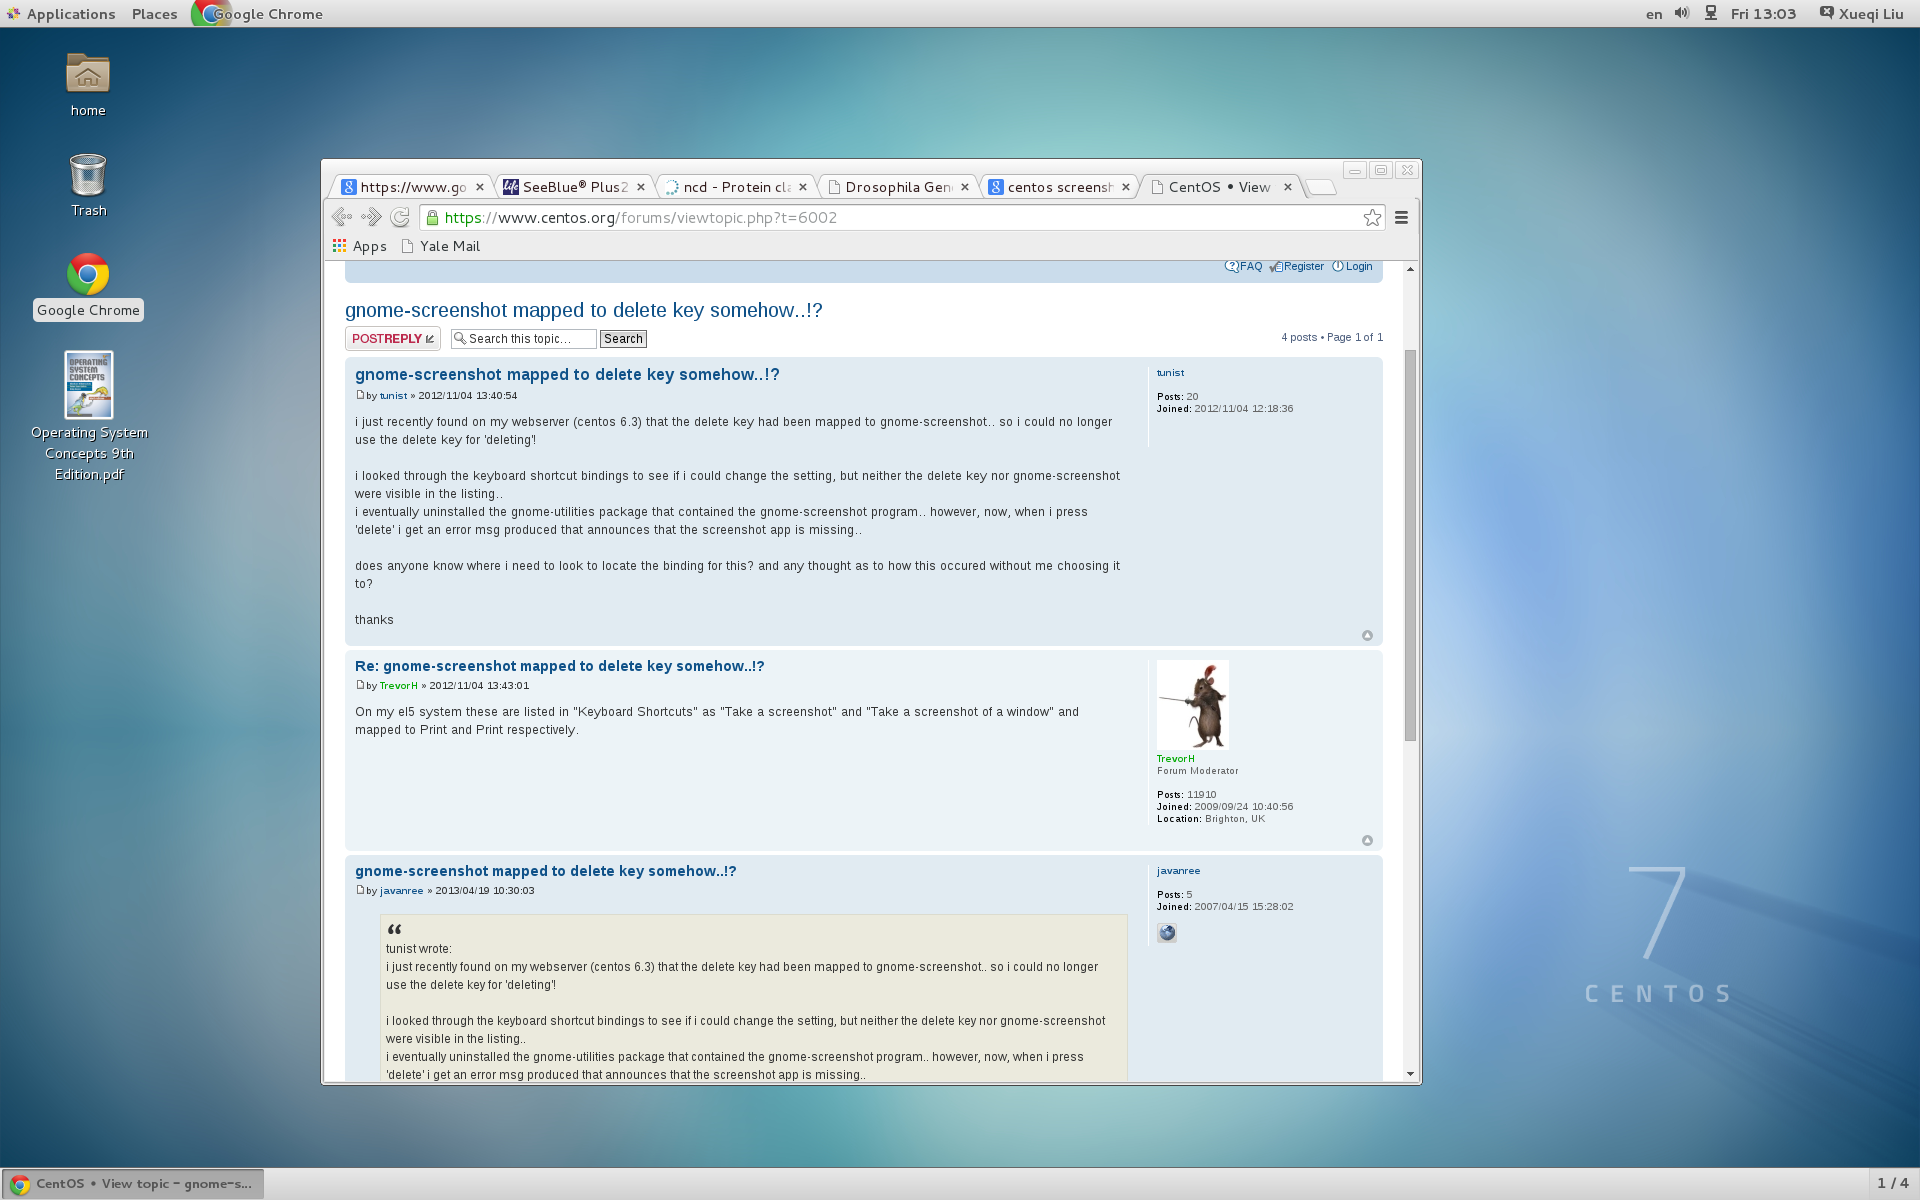 Applications Places Google Chrome en Fri 13:03 Xueqi Liu
home
Trash
Google Chrome
OPERATING SYSTEM CONCEPTS
Operating System
Concepts 9th
Edition.pdf
https://www.go SeeBlue® Plus2 ncd - Protein cla Drosophila Gen centos screensh CentOS • View
https://www.centos.org/forums/viewtopic.php?t=6002
Apps Yale Mail
FAQ Register Login
gnome-screenshot mapped to delete key somehow..!?
POSTREPLY Search this topic... Search 4 posts • Page 1 of 1
gnome-screenshot mapped to delete key somehow..!?
by tunist » 2012/11/04 13:40:54
i just recently found on my webserver (centos 6.3) that the delete key had been mapped to gnome-screenshot.. so i could no longer
use the delete key for 'deleting'!
i looked through the keyboard shortcut bindings to see if i could change the setting, but neither the delete key nor gnome-screenshot
were visible in the listing..
i eventually uninstalled the gnome-utilities package that contained the gnome-screenshot program.. however, now, when i press
'delete' i get an error msg produced that announces that the screenshot app is missing..
does anyone know where i need to look to locate the binding for this? and any thought as to how this occured without me choosing it
to?
thanks
tunist
Posts: 20
Joined: 2012/11/04 12:18:36
Re: gnome-screenshot mapped to delete key somehow..!?
by TrevorH » 2012/11/04 13:43:01
On my el5 system these are listed in "Keyboard Shortcuts" as "Take a screenshot" and "Take a screenshot of a window" and
mapped to Print and Print respectively.
TrevorH
Forum Moderator
Posts: 11910
Joined: 2009/09/24 10:40:56
Location: Brighton, UK
gnome-screenshot mapped to delete key somehow..!?
by javanree » 2013/04/19 10:30:03
tunist wrote:
i just recently found on my webserver (centos 6.3) that the delete key had been mapped to gnome-screenshot.. so i could no longer
use the delete key for 'deleting'!
i looked through the keyboard shortcut bindings to see if i could change the setting, but neither the delete key nor gnome-screenshot
were visible in the listing..
i eventually uninstalled the gnome-utilities package that contained the gnome-screenshot program.. however, now, when i press
'delete' i get an error msg produced that announces that the screenshot app is missing..
javanree
Posts: 5
Joined: 2007/04/15 15:28:02
7
CENTOS
CentOS • View topic - gnome-s... 1 / 4